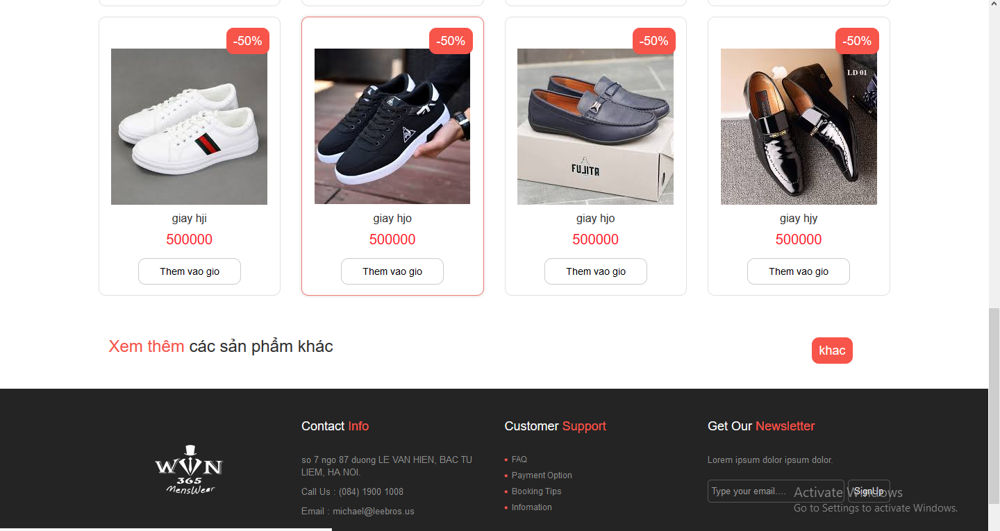 -50%
-50%
-50%
-50%
LD 01
FUJITA
giay hji
giay hjo
giay hjo
giay hjy
500000
500000
500000
500000
Them vao gio
Them vao gio
Them vao gio
Them vao gio
Xem thêm các sản phẩm khác
khac
WIN
365
MensWear
Contact Info
so 7 ngo 87 duong LE VAN HIEN, BAC TU
LIEM, HA NOI.
Call Us : (084) 1900 1008
Email : michael@leebros.us
Customer Support
FAQ
Payment Option
Booking Tips
Infomation
Get Our Newsletter
Lorem ipsum dolor ipsum dolor.
Type your email....
SignUp
Activate Windows
Go to Settings to activate Windows.